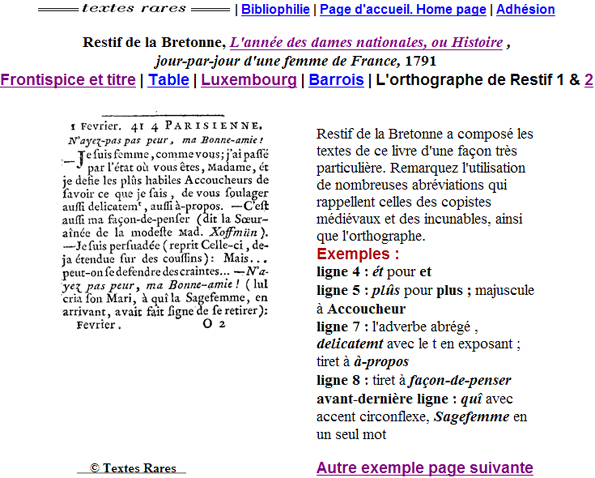 textes rares | Bibliophilie | Page d'accueil. Home page | Adhésion
Restif de la Bretonne, L'année des dames nationales, ou Histoire ,
jour-par-jour d'une femme de France, 1791
Frontispice et titre | Table | Luxembourg | Barrois | L'orthographe de Restif 1 & 2
1 Fevrier. 41 4 PARISIENNE.
N'ayez-pas pas peur, ma Bonne-amie!
—Je ſuis femme, comme vous; j'ai paſſé
par l'état où vous êtes, MADAME, ét
je defie les plûs habiles Accoucheurs de
ſavoir ce que je ſais, de vous ſoulager
auſſi delicatemᵗ, auſſi à-propos. —C'eſt
auſſi ma façon-de-penſer (dit la Sœur-
aînée de la modeſte MAD. Xoffmün).
—Je ſuis perſuadée (reprit Celle-ci, de-
ja étendue ſur des couſſins): Mais...
peut-on ſe defendre des craintes... —N'a-
yez pas peur, ma Bonne-amie! (lui
cria ſon Mari, à quî la Sagefemme, en
arrivant, avait fait ſigne de ſe retirer):
Fevrier. O 2
Restif de la Bretonne a composé les
textes de ce livre d'une façon très
particulière. Remarquez l'utilisation
de nombreuses abréviations qui
rappellent celles des copistes
médiévaux et des incunables, ainsi
que l'orthographe.
Exemples :
ligne 4 : ét pour et
ligne 5 : plûs pour plus ; majuscule
à Accoucheur
ligne 7 : l'adverbe abrégé ,
delicatemt avec le t en exposant ;
tiret à à-propos
ligne 8 : tiret à façon-de-penser
avant-dernière ligne : quî avec
accent circonflexe, Sagefemme en
un seul mot
© Textes Rares
Autre exemple page suivante